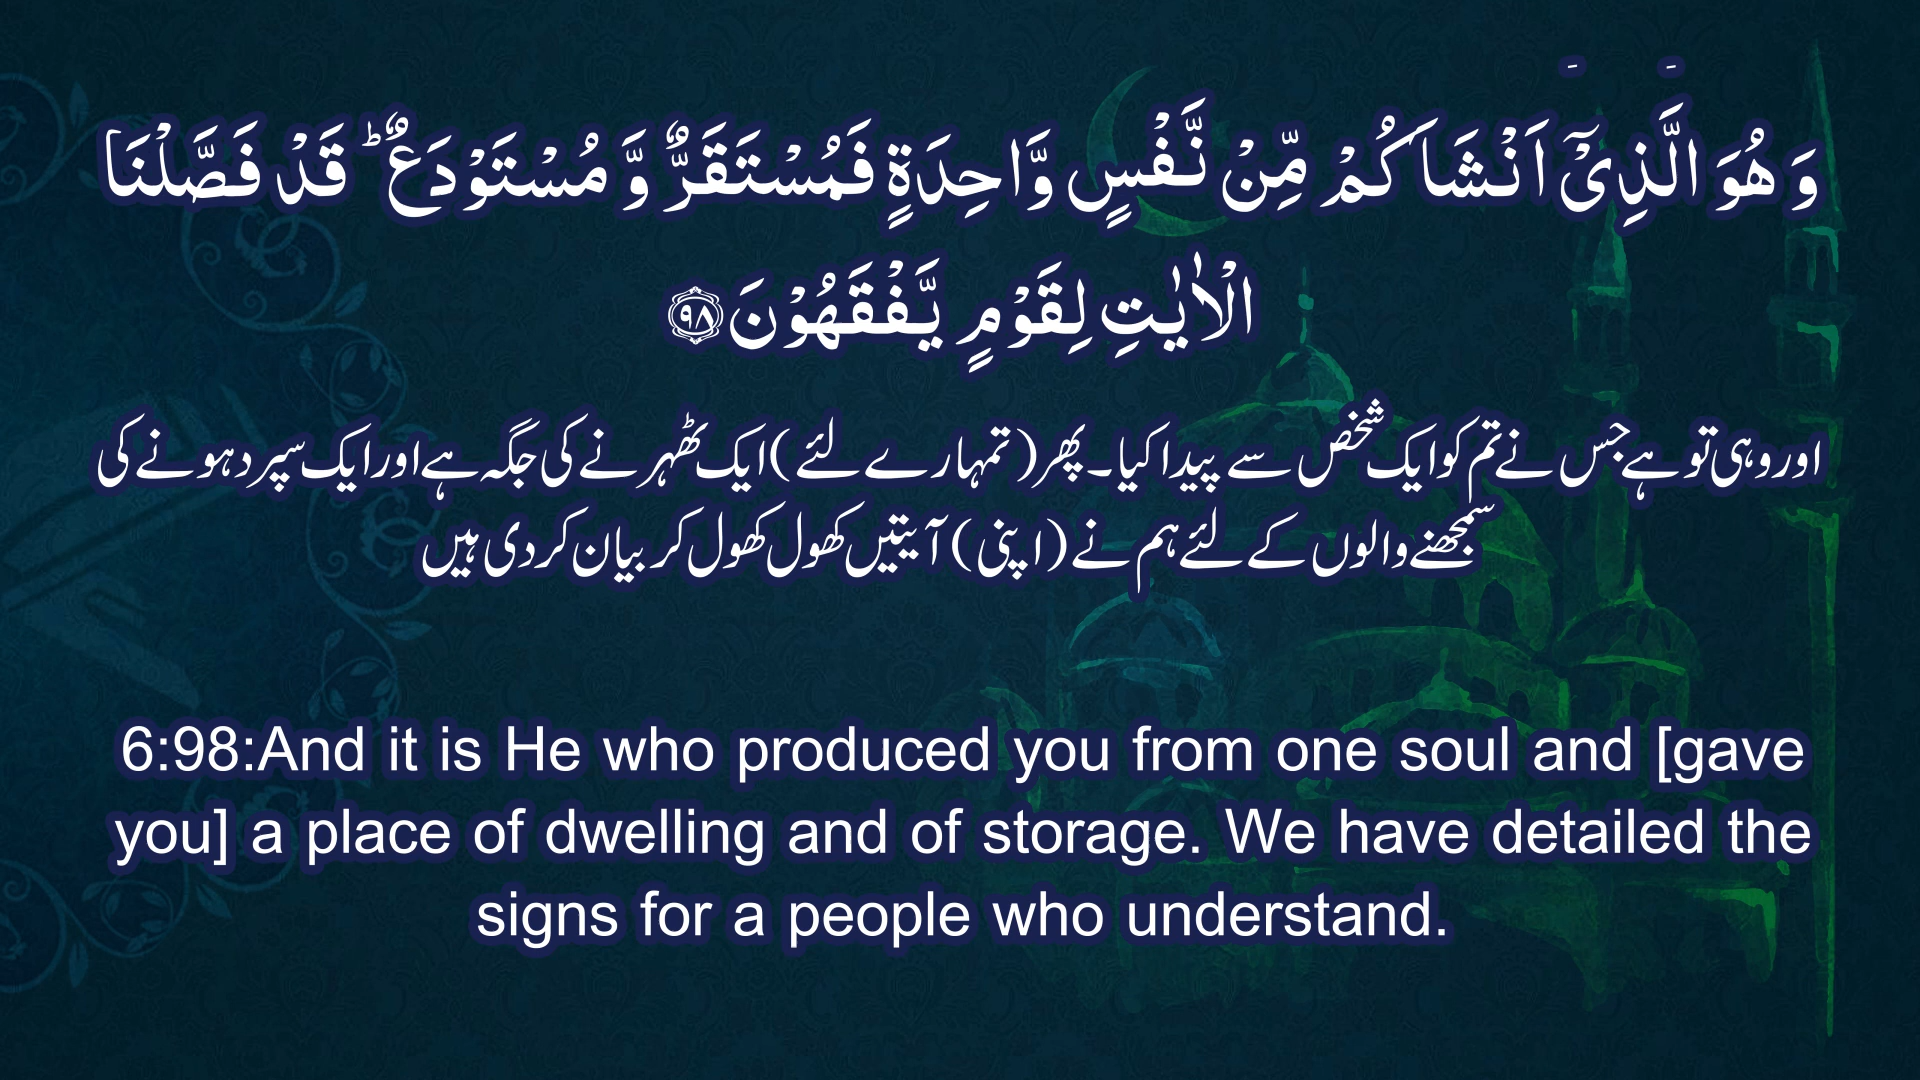 وَ هُوَ الَّذِیْۤ اَنْشَاَكُمْ مِّنْ نَّفْسٍ وَّاحِدَةٍ فَمُسْتَقَرٌّ وَّ مُسْتَوْدَعٌ ؕ قَدْ فَصَّلْنَا
الْاٰیٰتِ لِقَوْمٍ یَّفْقَهُوْنَ ۹۸
اور وہی تو ہے جس نے تم کو ایک شخص سے پیدا کیا۔ پھر (تمہارے لئے) ایک ٹھہرنے کی جگہ ہے اور ایک سپرد ہونے کی
سمجھنے والوں کے لئے ہم نے (اپنی) آیتیں کھول کھول کر بیان کردی ہیں
6:98:And it is He who produced you from one soul and [gave
you] a place of dwelling and of storage. We have detailed the
signs for a people who understand.